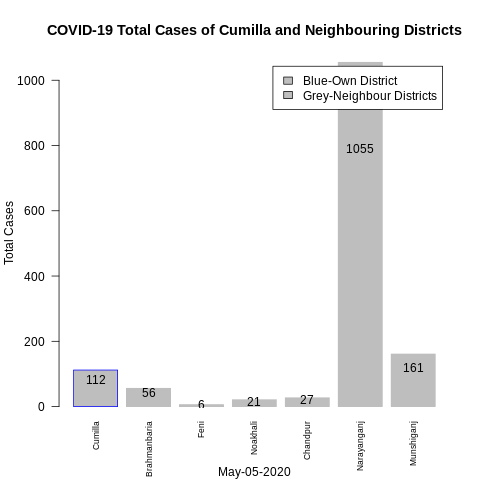 COVID-19 Total Cases of Cumilla and Neighbouring Districts
Blue-Own District
Grey-Neighbour Districts
Total Cases
1000
800
600
400
200
0
112
56
6
21
27
1055
161
Cumilla
Brahmanbaria
Feni
Noakhali
Chandpur
Narayanganj
Munshiganj
May-05-2020